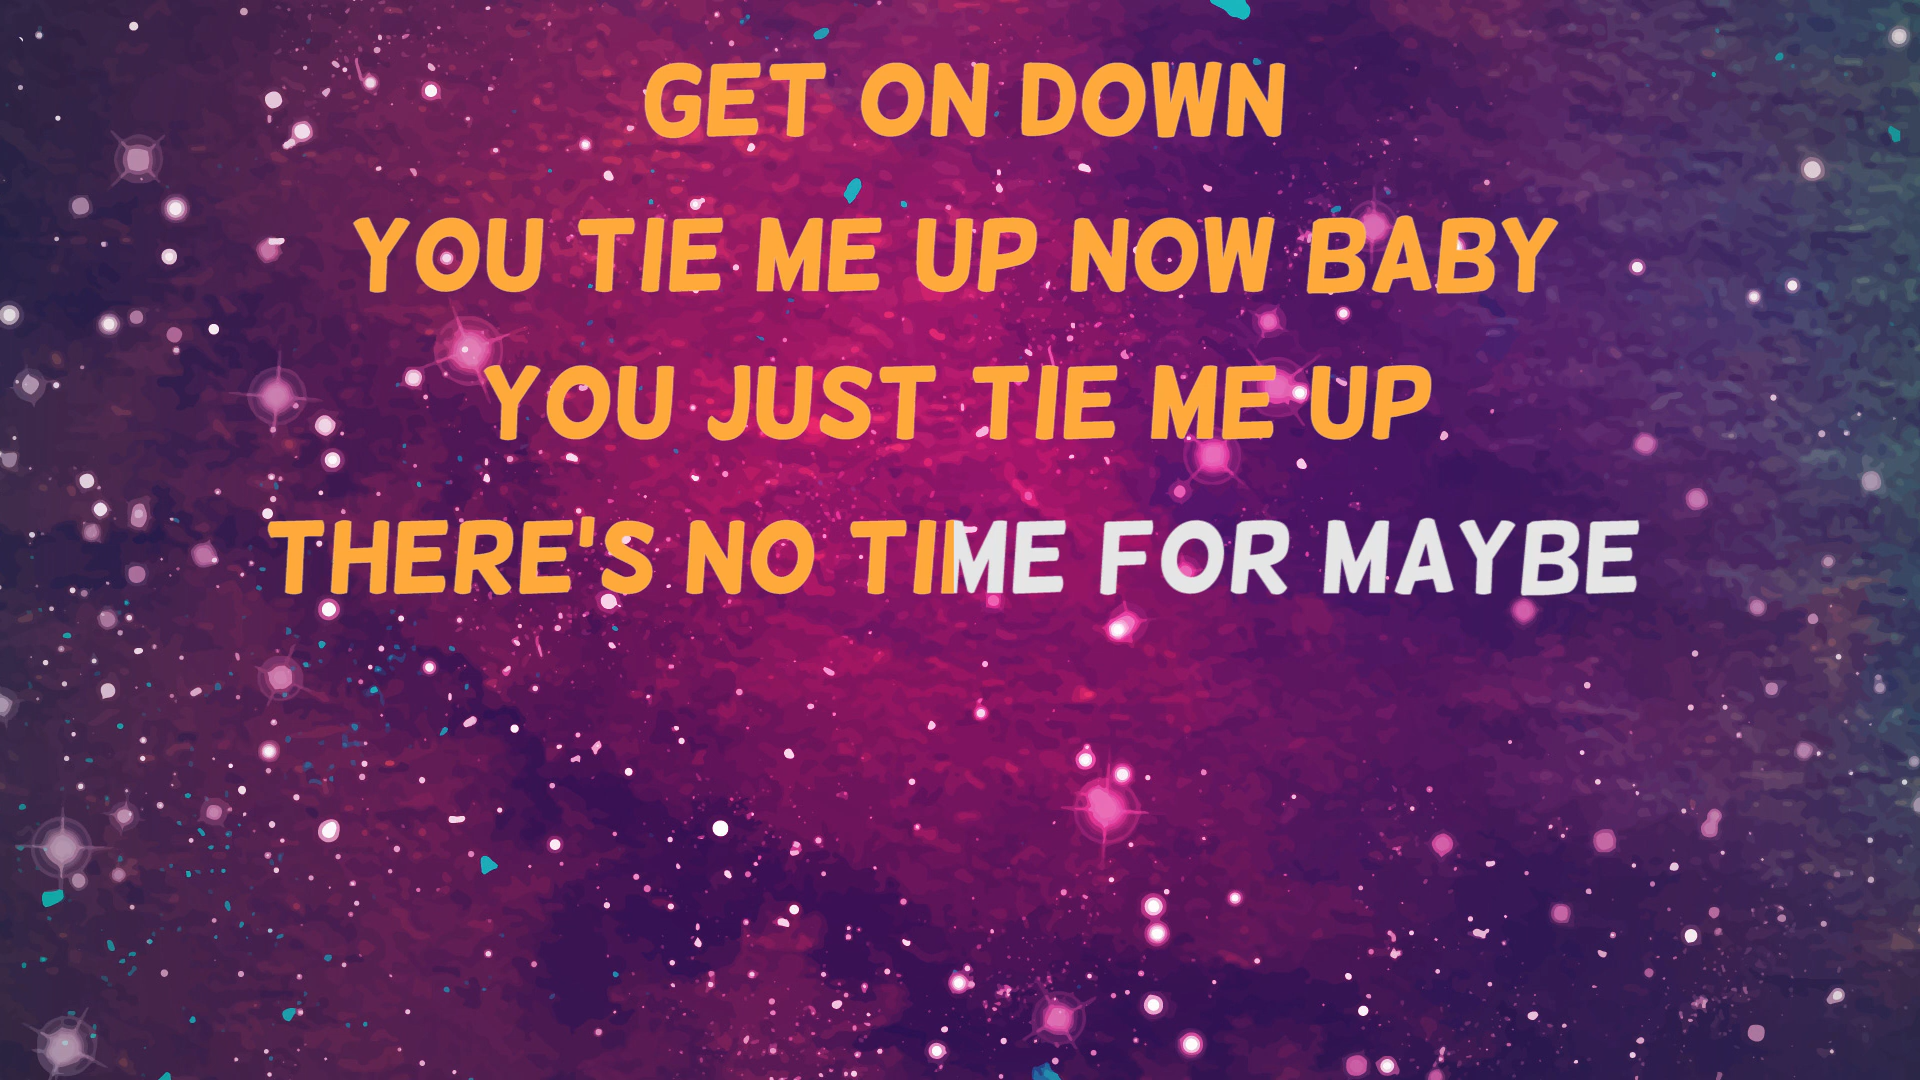 GET ON DOWN
YOU TIE ME UP NOW BABY
YOU JUST TIE ME UP
THERE'S NO TIME FOR MAYBE